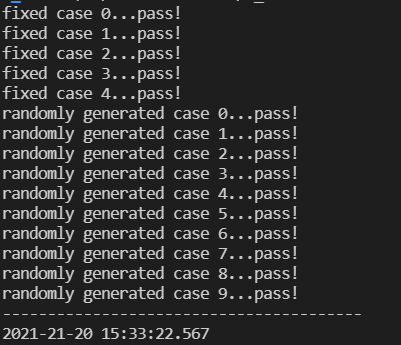 fixed case 0...pass!
fixed case 1...pass!
fixed case 2...pass!
fixed case 3...pass!
fixed case 4...pass!
randomly generated case 0...pass!
randomly generated case 1...pass!
randomly generated case 2...pass!
randomly generated case 3...pass!
randomly generated case 4...pass!
randomly generated case 5...pass!
randomly generated case 6...pass!
randomly generated case 7...pass!
randomly generated case 8...pass!
randomly generated case 9...pass!
---------------------------------------
2021-21-20 15:33:22.567